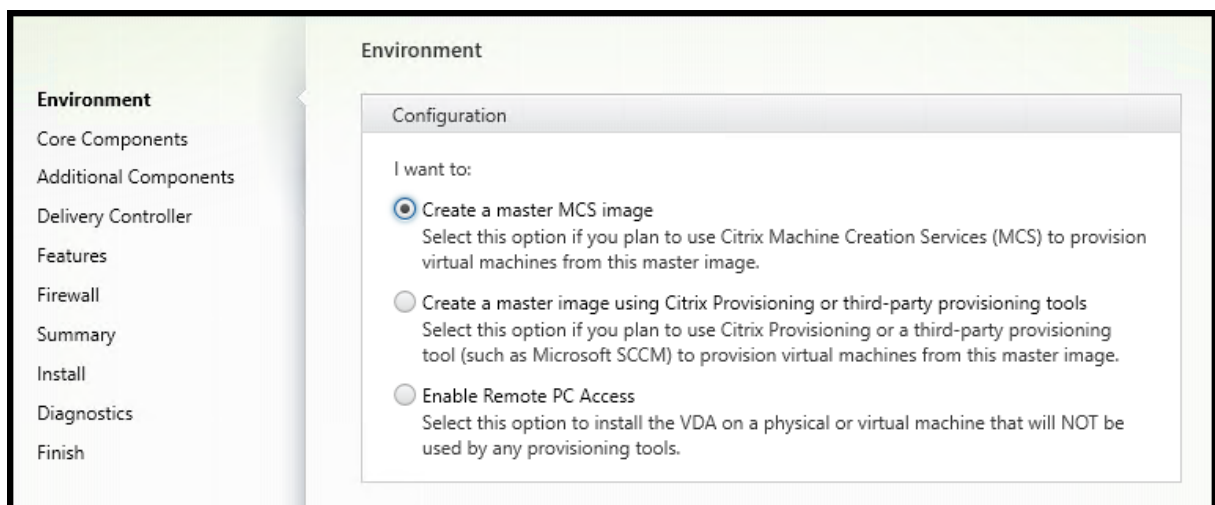 Environment
Core Components
Additional Components
Delivery Controller
Features
Firewall
Summary
Install
Diagnostics
Finish
Environment
Configuration
I want to:
Create a master MCS image
Select this option if you plan to use Citrix Machine Creation Services (MCS) to provision
virtual machines from this master image.
Create a master image using Citrix Provisioning or third-party provisioning tools
Select this option if you plan to use Citrix Provisioning or a third-party provisioning
tool (such as Microsoft SCCM) to provision virtual machines from this master image.
Enable Remote PC Access
Select this option to install the VDA on a physical or virtual machine that will NOT be
used by any provisioning tools.